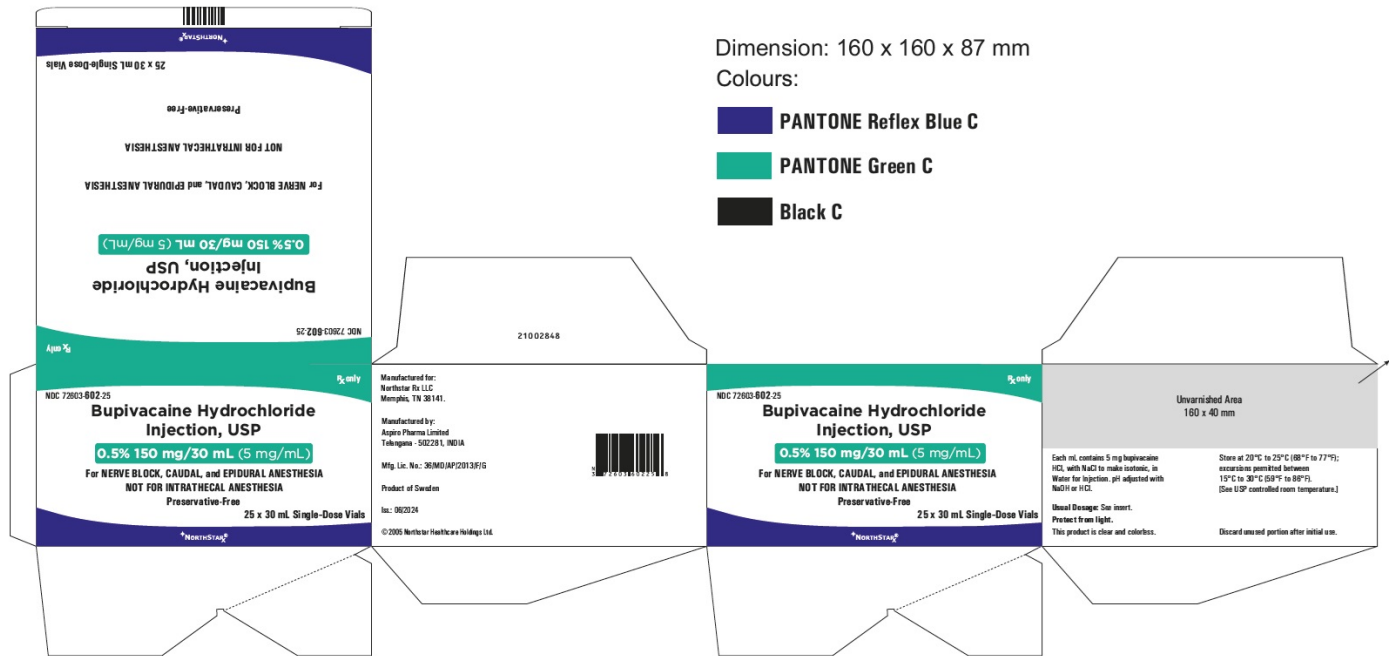 +NORTHSTARRx®
25 x 30 mL Single-Dose Vials
Preservative-Free
NOT FOR INTRATHECAL ANESTHESIA
For NERVE BLOCK, CAUDAL, and EPIDURAL ANESTHESIA
0.5% 150 mg/30 mL (5 mg/mL)
Bupivacaine Hydrochloride
Injection, USP
NDC 72603-602-25
Rx only
Dimension: 160 x 160 x 87 mm
Colours:
PANTONE Reflex Blue C
PANTONE Green C
Black C
21002848
Rx only
NDC 72603-602-25
Bupivacaine Hydrochloride
Injection, USP
0.5% 150 mg/30 mL (5 mg/mL)
For NERVE BLOCK, CAUDAL, and EPIDURAL ANESTHESIA
NOT FOR INTRATHECAL ANESTHESIA
Preservative-Free
25 x 30 mL Single-Dose Vials
+NORTHSTARRx®
Manufactured for:
Northstar Rx LLC
Memphis, TN 38141.
Manufactured by:
Aspiro Pharma Limited
Telangana - 502281, INDIA
Mfg. Lic. No.: 36/MD/AP/2013/F/G
Product of Sweden
Iss.: 06/2024
© 2005 Northstar Healthcare Holdings Ltd.
N
3 72603 60225 8
Rx only
NDC 72603-602-25
Bupivacaine Hydrochloride
Injection, USP
0.5% 150 mg/30 mL (5 mg/mL)
For NERVE BLOCK, CAUDAL, and EPIDURAL ANESTHESIA
NOT FOR INTRATHECAL ANESTHESIA
Preservative-Free
25 x 30 mL Single-Dose Vials
+NORTHSTARRx®
Unvarnished Area
160 x 40 mm
Each mL contains 5 mg bupivacaine
HCl, with NaCl to make isotonic, in
Water for Injection. pH adjusted with
NaOH or HCl.
Usual Dosage: See insert.
Protect from light.
This product is clear and colorless.
Store at 20°C to 25°C (68°F to 77°F);
excursions permitted between
15°C to 30°C (59°F to 86°F).
[See USP controlled room temperature.]
Discard unused portion after initial use.